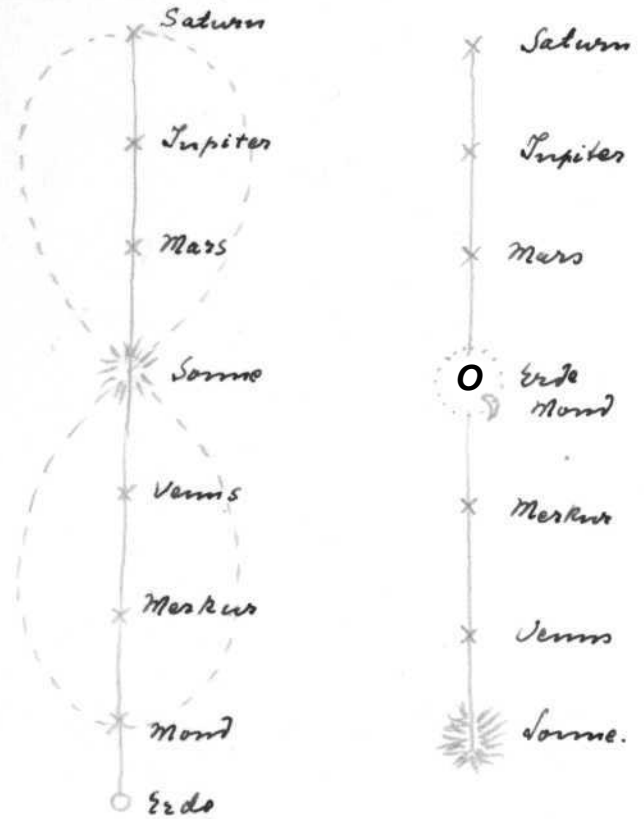 Saturn
Jupiter
Mars
Sonne
Venus
Merkur
Mond
Erde
Saturn
Jupiter
Mars
O
Erde
Mond
Merkur
Venus
Sonne.